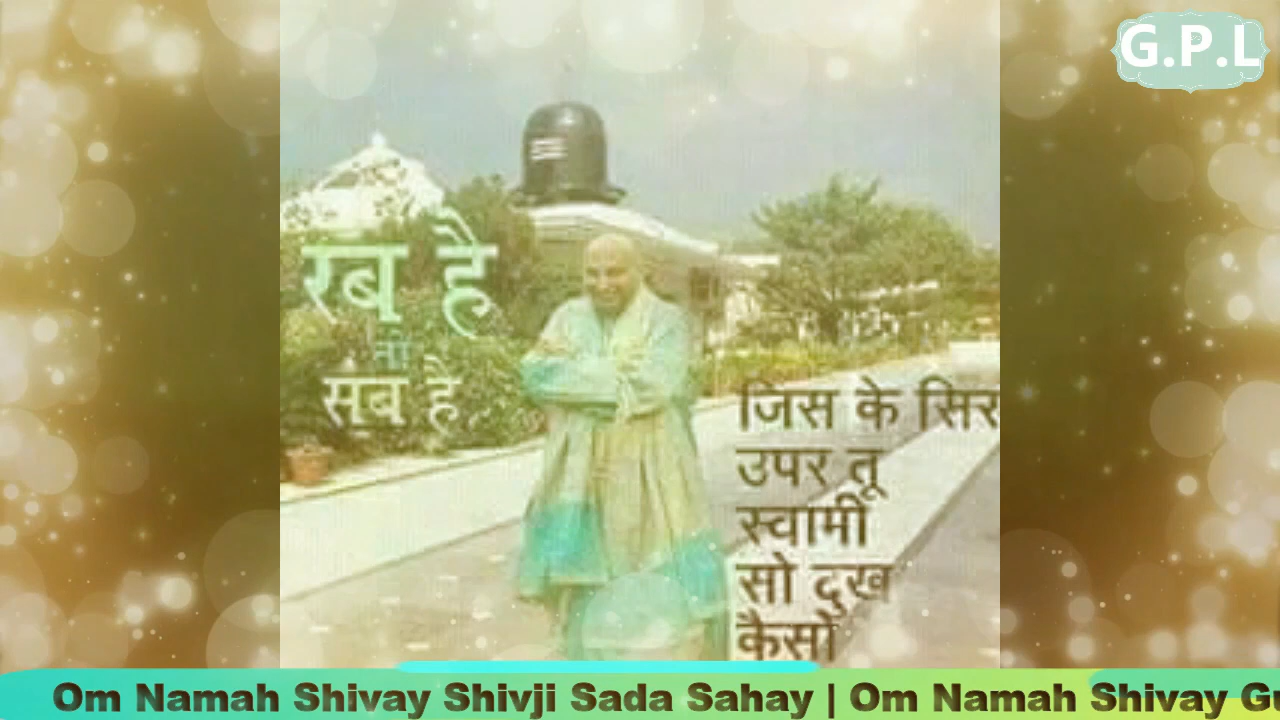 G.P.L
रब है
तो
सब है
जिस के सिर
उपर तू
स्वामी
सो दुख
कैसो
Om Namah Shivay Shivji Sada Sahay | Om Namah Shivay Gu